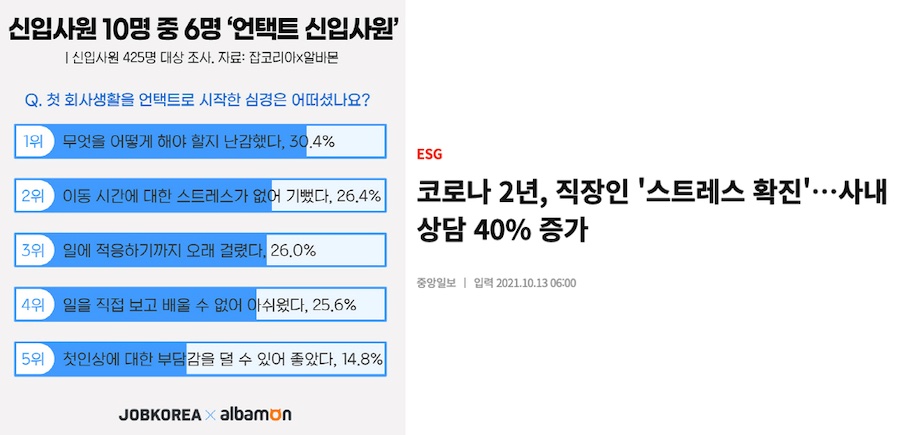 신입사원 10명 중 6명 '언택트 신입사원'
| 신입사원 425명 대상 조사. 자료: 잡코리아x알바몬
Q. 첫 회사생활을 언택트로 시작한 심경은 어떠셨나요?
1위 무엇을 어떻게 해야 할지 난감했다, 30.4%
2위 이동 시간에 대한 스트레스가 없어 기뻤다, 26.4%
3위 일에 적응하기까지 오래 걸렸다, 26.0%
4위 일을 직접 보고 배울 수 없어 아쉬웠다, 25.6%
5위 첫인상에 대한 부담감을 덜 수 있어 좋았다, 14.8%
JOBKOREA × albamon
ESG
코로나 2년, 직장인 '스트레스 확진'…사내
상담 40% 증가
중앙일보 | 입력 2021.10.13 06:00